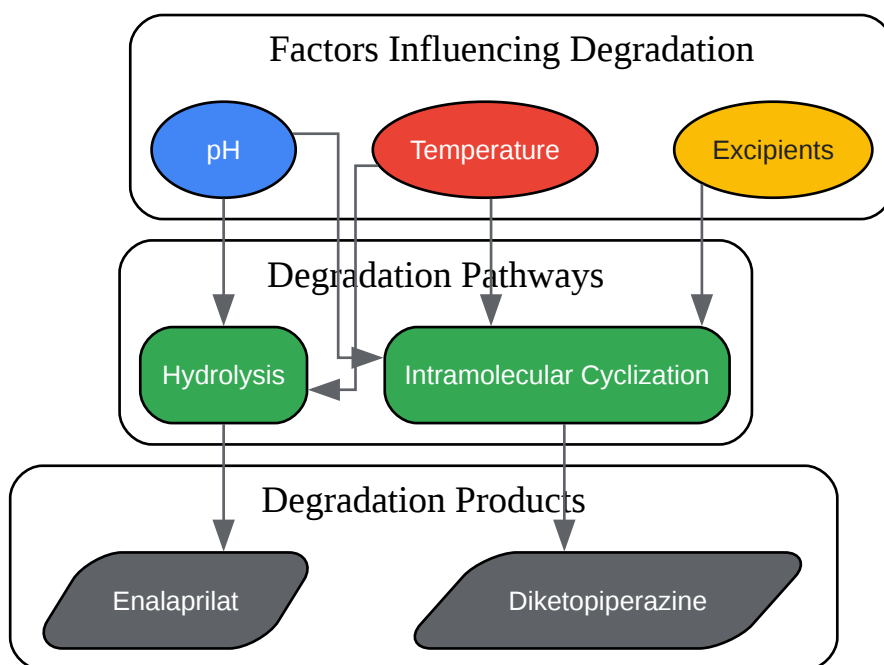 Factors Influencing Degradation
pH
Temperature
Excipients
Degradation Pathways
Hydrolysis
Intramolecular Cyclization
Degradation Products
Enalaprilat
Diketopiperazine